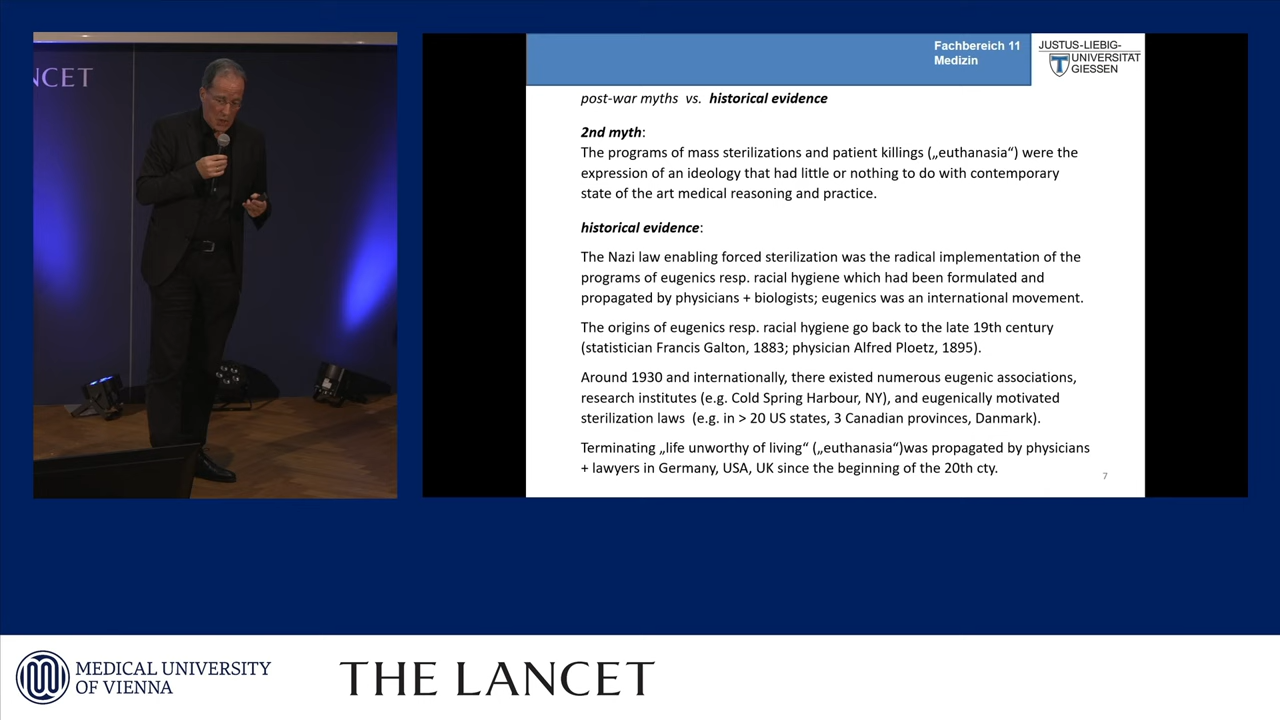 NCET
Fachbereich 11
Medizin
JUSTUS-LIEBIG-
UNIVERSITAT
GIESSEN
post-war myths vs. historical evidence
2nd myth:
The programs of mass sterilizations and patient killings („euthanasia“) were the
expression of an ideology that had little or nothing to do with contemporary
state of the art medical reasoning and practice.
historical evidence:
The Nazi law enabling forced sterilization was the radical implementation of the
programs of eugenics resp. racial hygiene which had been formulated and
propagated by physicians + biologists; eugenics was an international movement.
The origins of eugenics resp. racial hygiene go back to the late 19th century
(statistician Francis Galton, 1883; physician Alfred Ploetz, 1895).
Around 1930 and internationally, there existed numerous eugenic associations,
research institutes (e.g. Cold Spring Harbour, NY), and eugenically motivated
sterilization laws (e.g. in > 20 US states, 3 Canadian provinces, Danmark).
Terminating „life unworthy of living“ („euthanasia“)was propagated by physicians
+ lawyers in Germany, USA, UK since the beginning of the 20th cty.
7
MEDICAL UNIVERSITY
OF VIENNA
THE LANCET